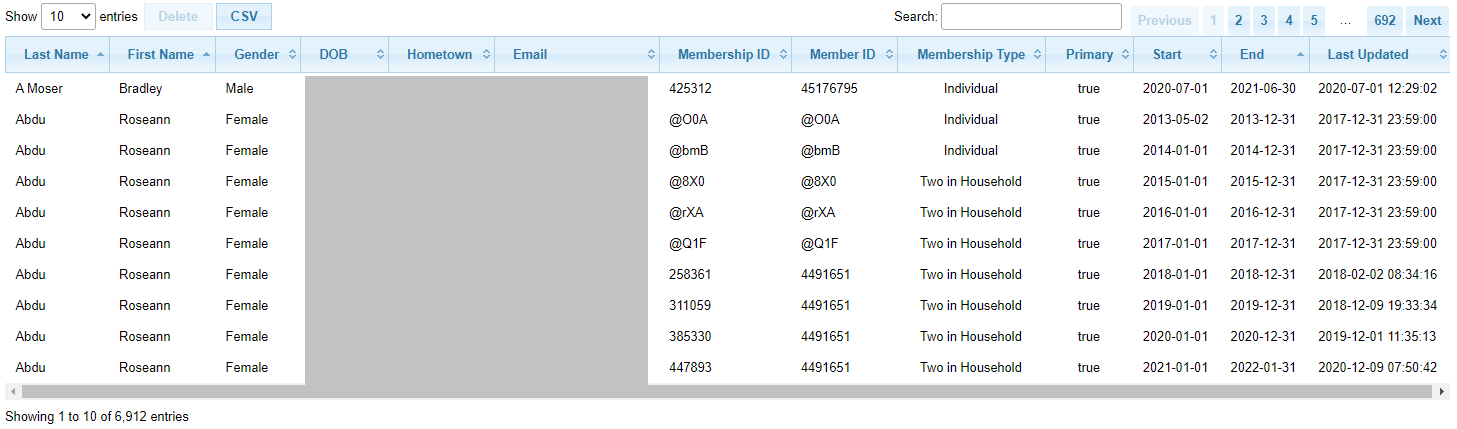 Show 10 entries Delete CSV Search: Previous 1 2 3 4 5 ... 692 Next
Last Name First Name Gender DOB Hometown Email Membership ID Member ID Membership Type Primary Start End Last Updated
A Moser Bradley Male 425312 45176795 Individual true 2020-07-01 2021-06-30 2020-07-01 12:29:02
Abdu Roseann Female @O0A @O0A Individual true 2013-05-02 2013-12-31 2017-12-31 23:59:00
Abdu Roseann Female @bmB @bmB Individual true 2014-01-01 2014-12-31 2017-12-31 23:59:00
Abdu Roseann Female @8X0 @8X0 Two in Household true 2015-01-01 2015-12-31 2017-12-31 23:59:00
Abdu Roseann Female @rXA @rXA Two in Household true 2016-01-01 2016-12-31 2017-12-31 23:59:00
Abdu Roseann Female @Q1F @Q1F Two in Household true 2017-01-01 2017-12-31 2017-12-31 23:59:00
Abdu Roseann Female 258361 4491651 Two in Household true 2018-01-01 2018-12-31 2018-02-02 08:34:16
Abdu Roseann Female 311059 4491651 Two in Household true 2019-01-01 2019-12-31 2018-12-09 19:33:34
Abdu Roseann Female 385330 4491651 Two in Household true 2020-01-01 2020-12-31 2019-12-01 11:35:13
Abdu Roseann Female 447893 4491651 Two in Household true 2021-01-01 2022-01-31 2020-12-09 07:50:42
Showing 1 to 10 of 6,912 entries